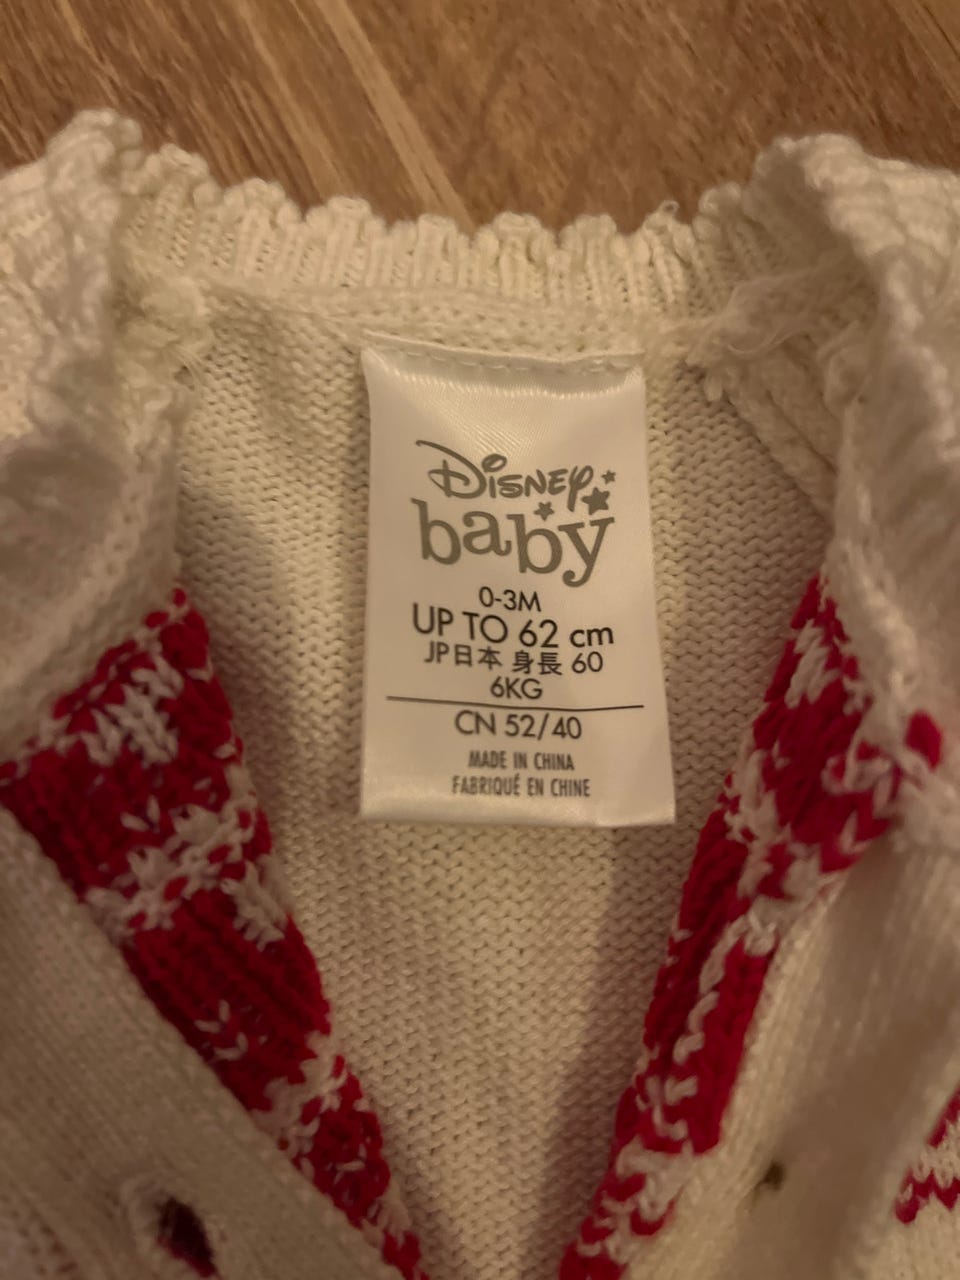 Disney
baby
0-3M
UP TO 62 cm
JP日本 身長 60
6KG
CN 52/40
MADE IN CHINA
FABRIQUÉ EN CHINE